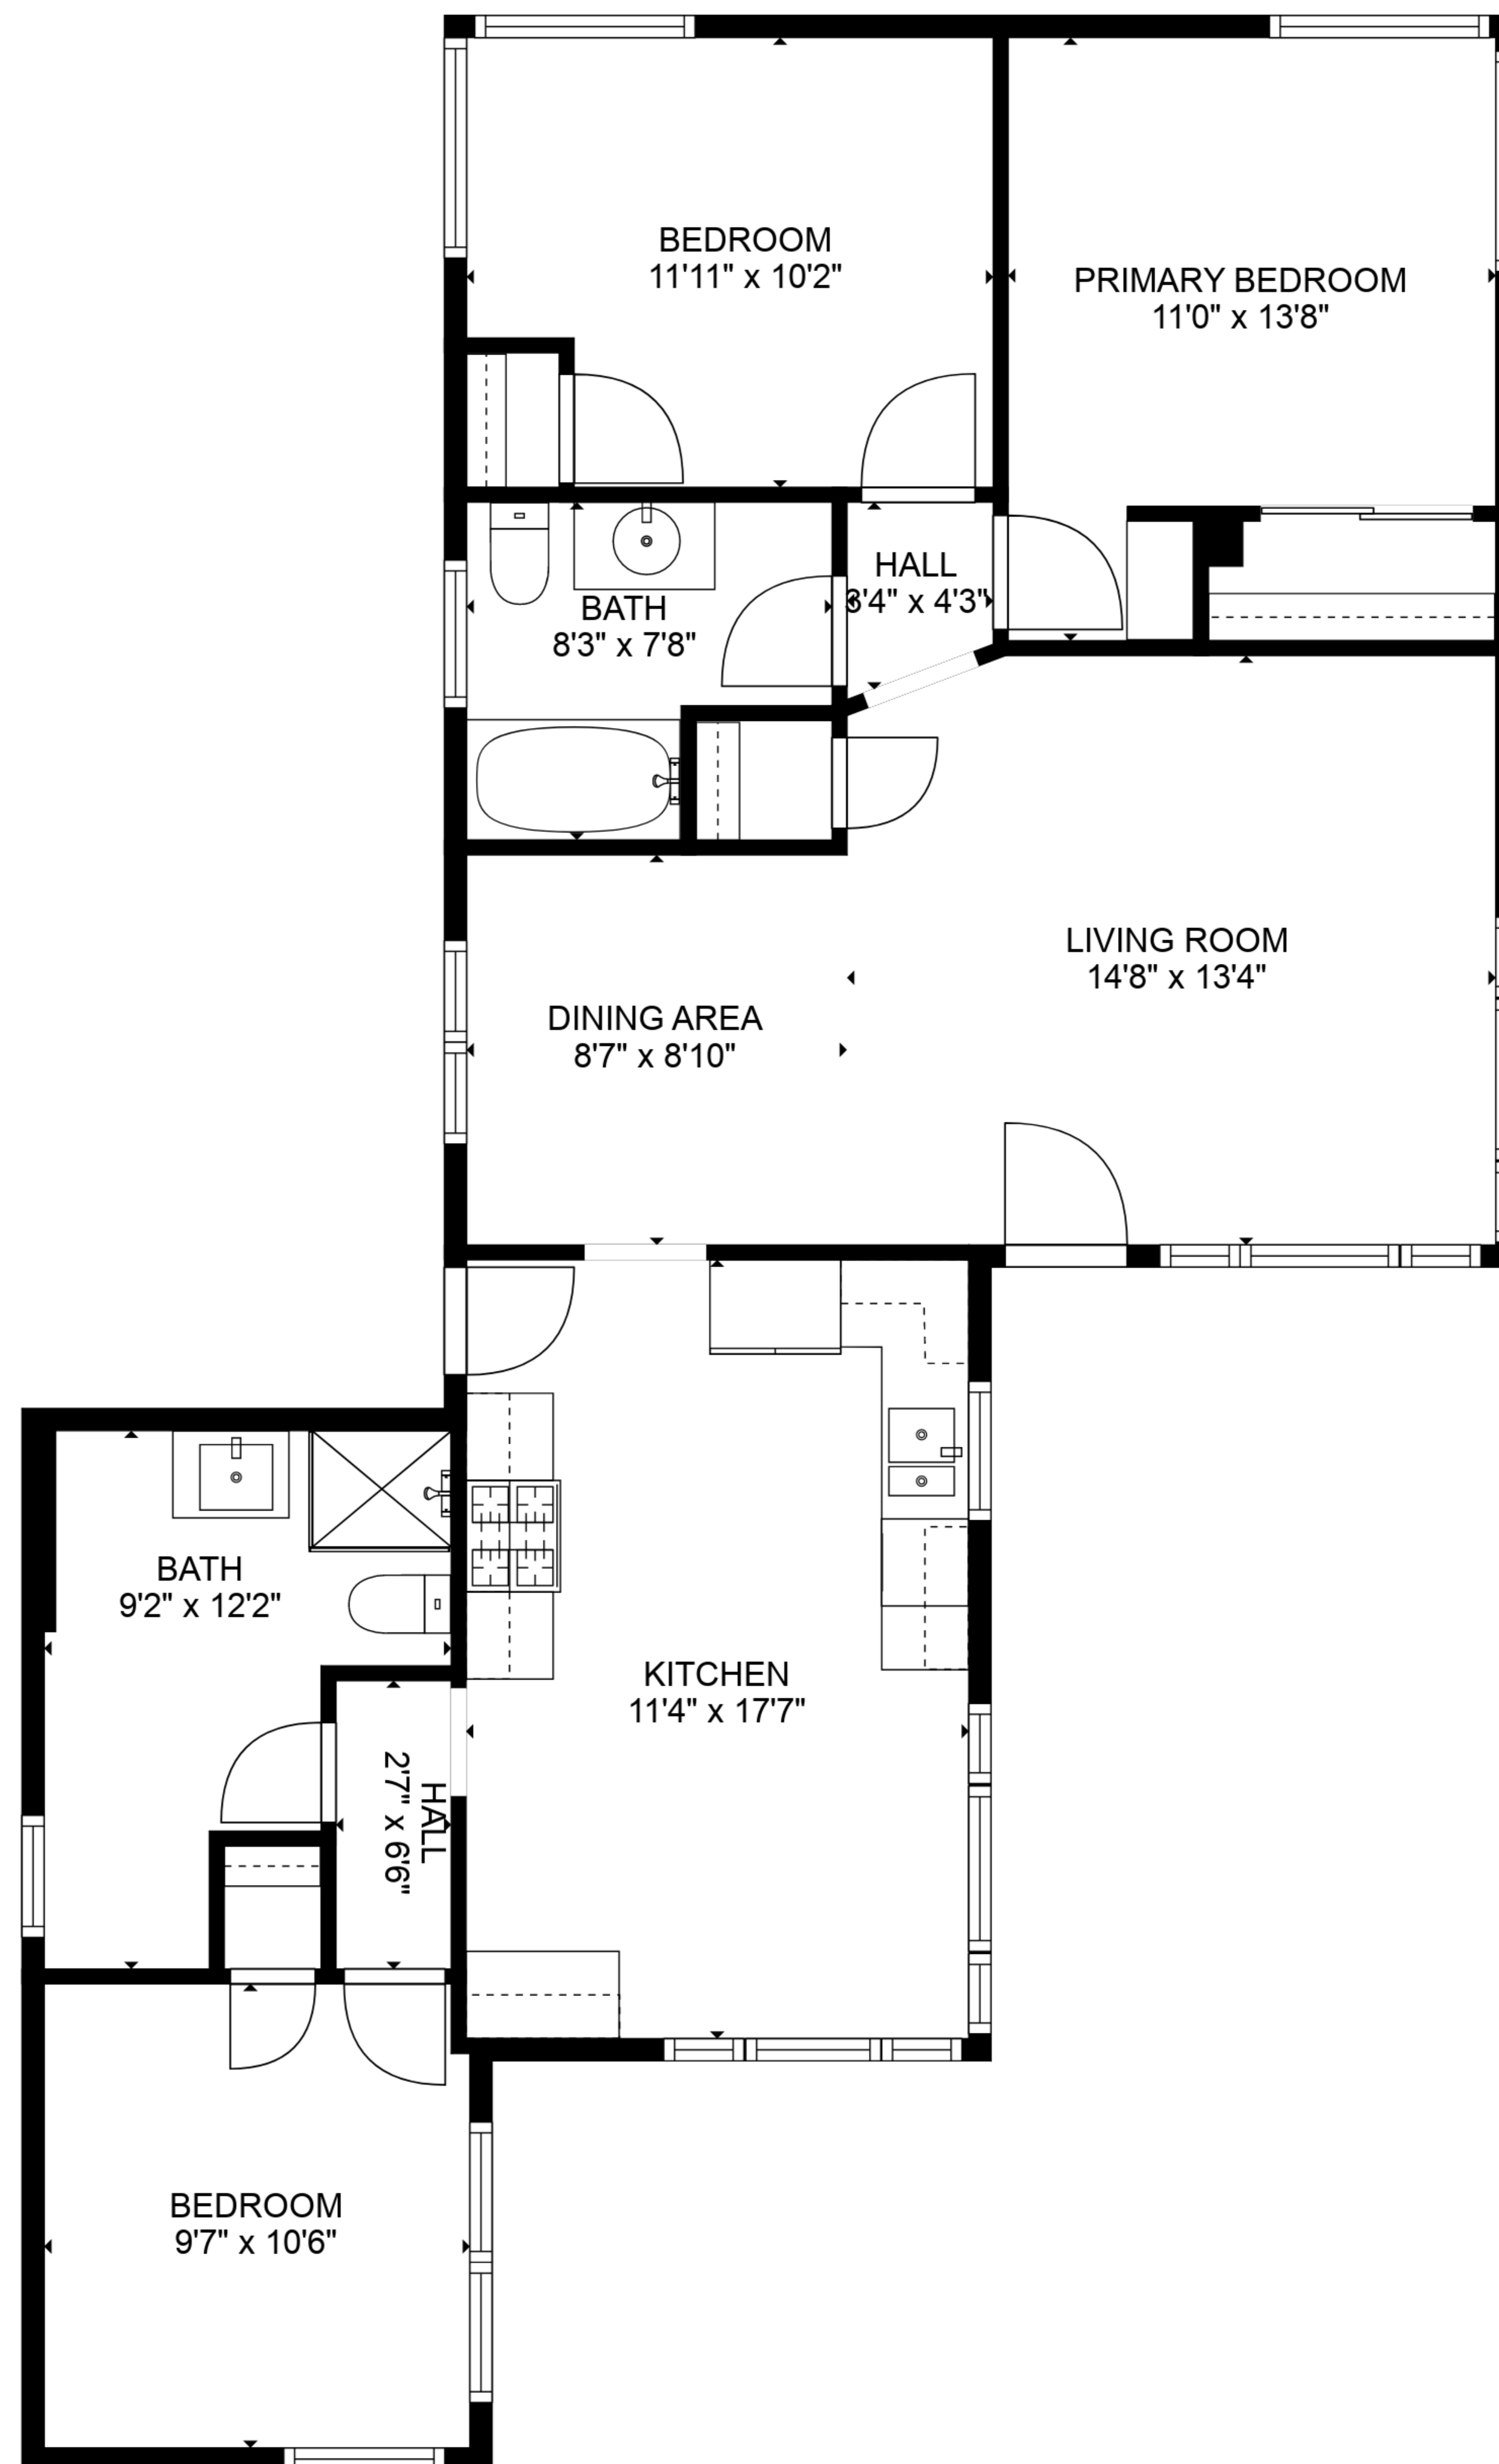 BEDROOM
11'11" x 10'2"
PRIMARY BEDROOM
11'0" x 13'8"
HALL
3'4" x 4'3"
BATH
8'3" x 7'8"
LIVING ROOM
14'8" x 13'4"
DINING AREA
8'7" x 8'10"
BATH
9'2" x 12'2"
KITCHEN
11'4" x 17'7"
HALL
2'7" x 6'6"
BEDROOM
9'7" x 10'6"